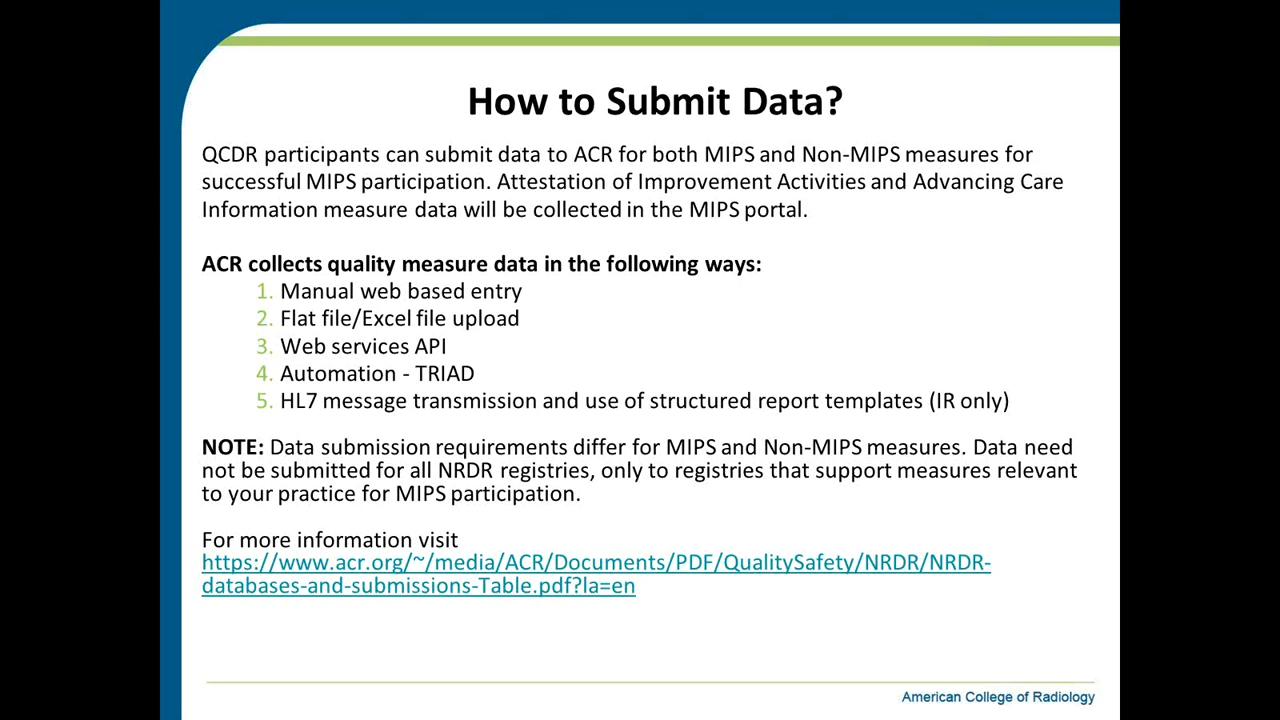 How to Submit Data?
QCDR participants can submit data to ACR for both MIPS and Non-MIPS measures for
successful MIPS participation. Attestation of Improvement Activities and Advancing Care
Information measure data will be collected in the MIPS portal.
ACR collects quality measure data in the following ways:
1. Manual web based entry
2. Flat file/Excel file upload
3. Web services API
4. Automation - TRIAD
5. HL7 message transmission and use of structured report templates (IR only)
NOTE: Data submission requirements differ for MIPS and Non-MIPS measures. Data need
not be submitted for all NRDR registries, only to registries that support measures relevant
to your practice for MIPS participation.
For more information visit
https://www.acr.org/~/media/ACR/Documents/PDF/QualitySafety/NRDR/NRDR-
databases-and-submissions-Table.pdf?la=en
American College of Radiology